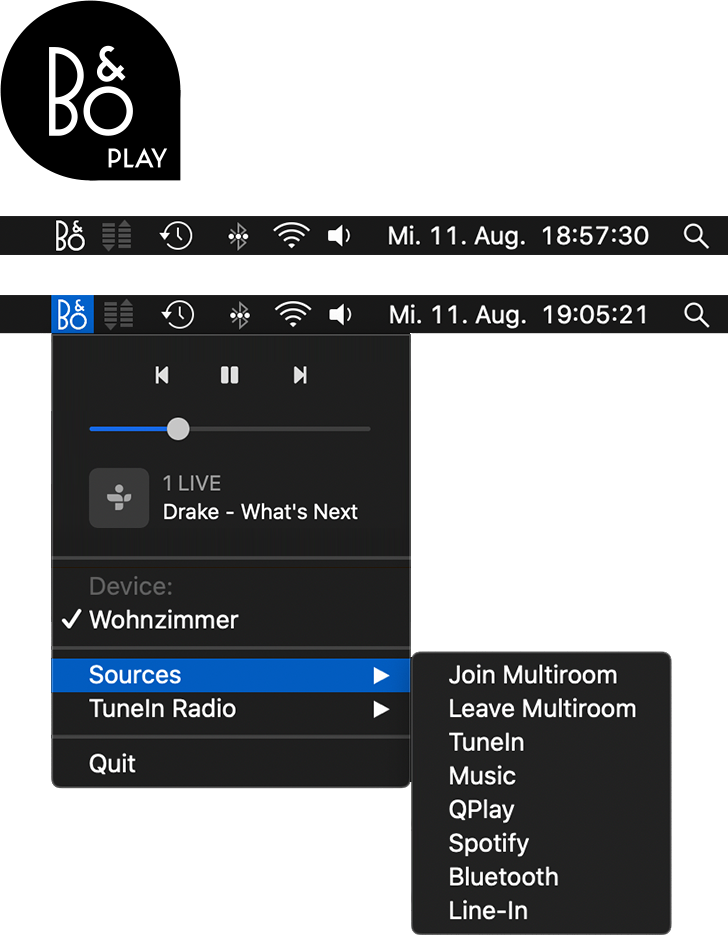 B&O
PLAY
B&O Mi. 11. Aug. 18:57:30
B&O Mi. 11. Aug. 19:05:21
1 LIVE
Drake - What's Next
Device:
✓ Wohnzimmer
Sources
TuneIn Radio
Quit
Join Multiroom
Leave Multiroom
TuneIn
Music
QPlay
Spotify
Bluetooth
Line-In